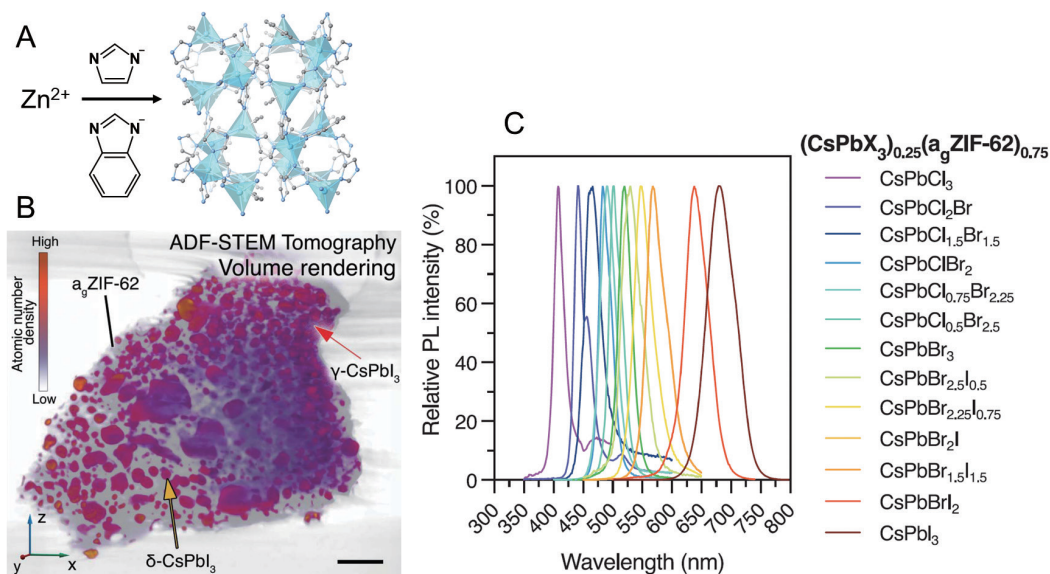 A
N
N⁻
Zn²⁺
N
N⁻
B
High
Atomic number
density
Low
ADF-STEM Tomography
Volume rendering
a_gZIF-62
γ-CsPbI₃
δ-CsPbI₃
z
y
x
C
(CsPbX₃)₀.₂₅(a_gZIF-62)₀.₇₅
Relative PL intensity (%)
100
80
60
40
20
0
300
350
400
450
500
550
600
650
700
750
800
Wavelength (nm)
CsPbCl₃
CsPbCl₂Br
CsPbCl₁.₅Br₁.₅
CsPbClBr₂
CsPbCl₀.₇₅Br₂.₂₅
CsPbCl₀.₅Br₂.₅
CsPbBr₃
CsPbBr₂.₅I₀.₅
CsPbBr₂.₂₅I₀.₇₅
CsPbBr₂I
CsPbBr₁.₅I₁.₅
CsPbBrI₂
CsPbI₃